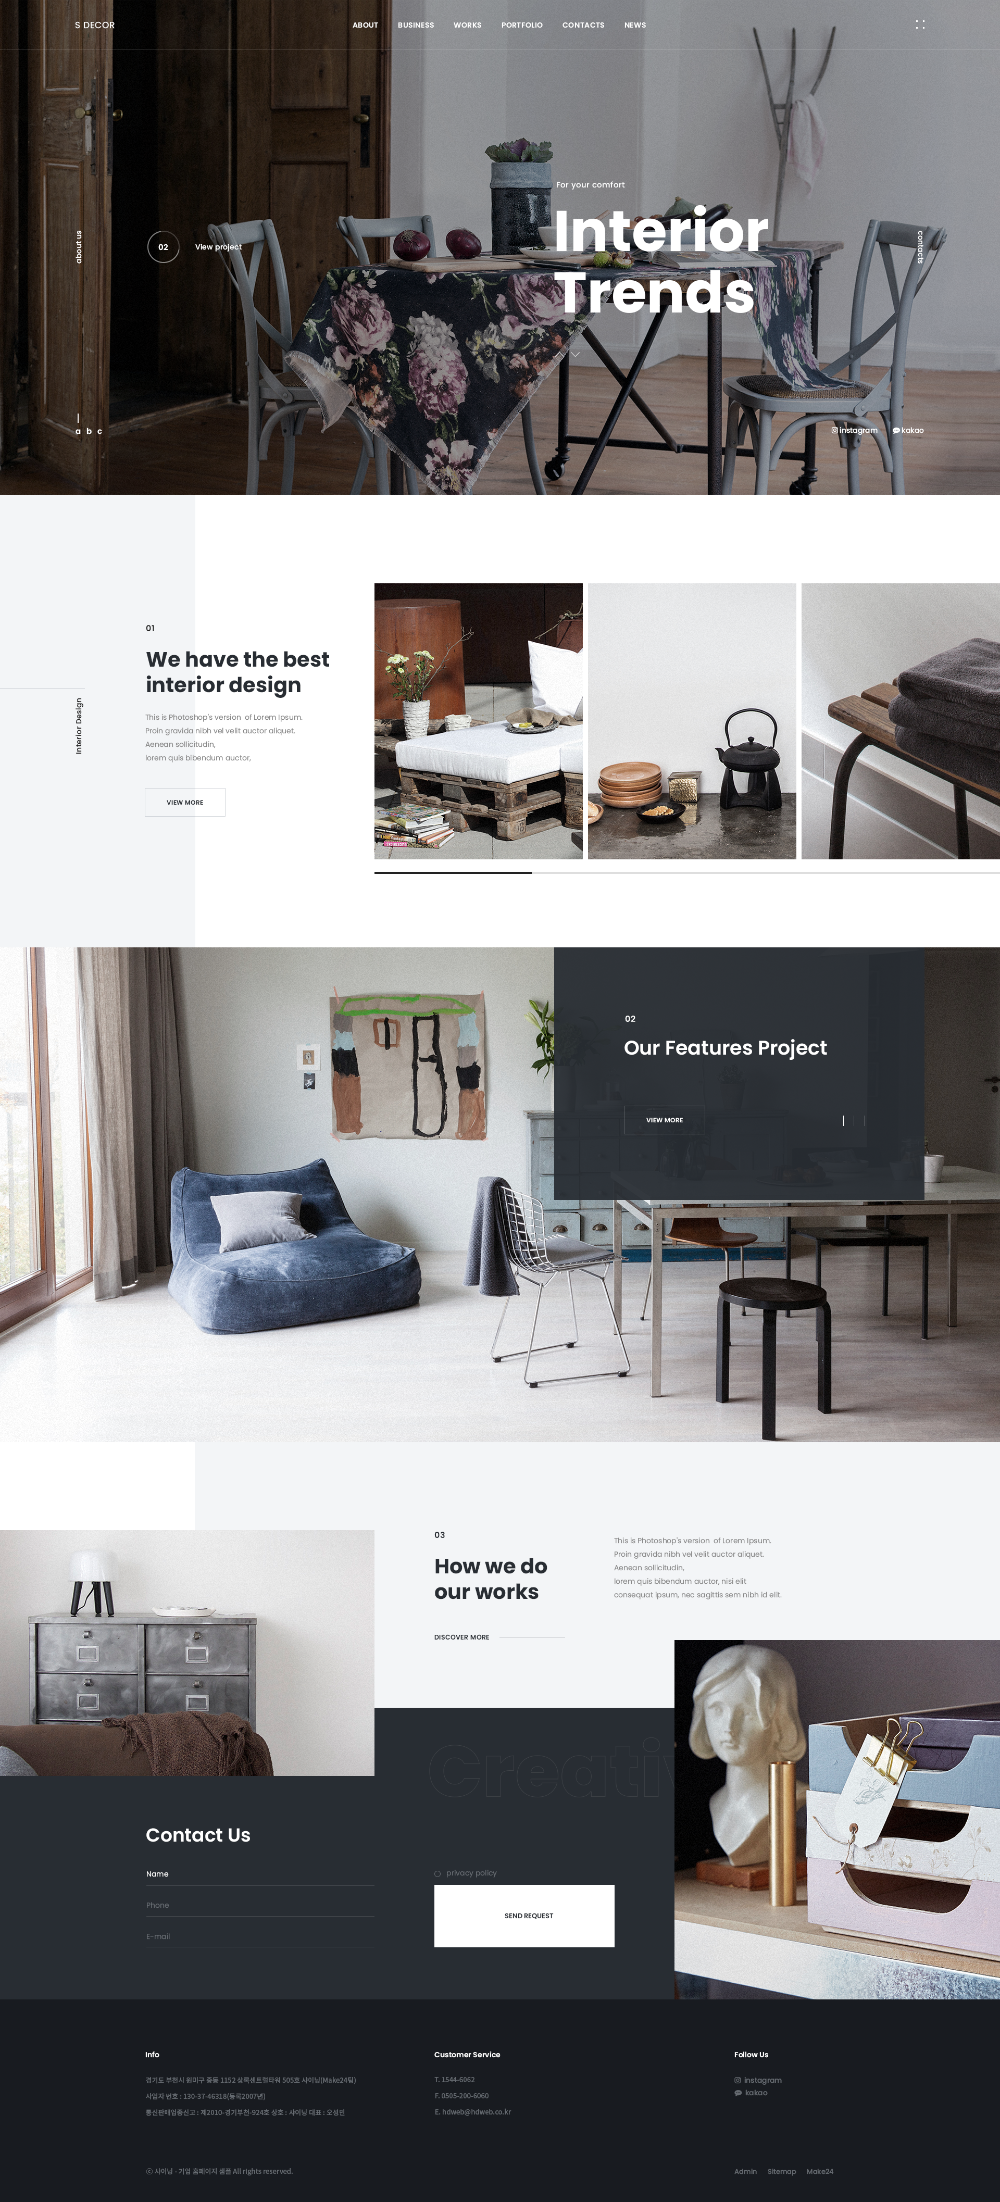 S DECOR
ABOUT BUSINESS WORKS PORTFOLIO CONTACTS NEWS
For your comfort
Interior
Trends
about us
02 View project
contacts
a b c
instagram kakao
01
We have the best
interior design
This is Photoshop's version of Lorem Ipsum.
Proin gravida nibh vel velit auctor aliquet.
Aenean sollicitudin,
lorem quis bibendum auctor,
VIEW MORE
Interior Design
02
Our Features Project
VIEW MORE
03
How we do
our works
DISCOVER MORE
This is Photoshop's version of Lorem Ipsum.
Proin gravida nibh vel velit auctor aliquet.
Aenean sollicitudin,
lorem quis bibendum auctor, nisi elit
consequat ipsum, nec sagittis sem nibh id elit.
Creativ
Contact Us
Name
Phone
E-mail
privacy policy
SEND REQUEST
Info
경기도 부천시 원미구 중동 1152 심록센트럴타워 505호 샤이닝(Make24팀)
사업자 번호 : 130-37-46318(등록2007년)
통신판매업종신고 : 제2010-경기부천-924호 상호 : 샤이닝 대표 : 오성민
Customer Service
T. 1544-6062
F. 0505-200-6060
E. hdweb@hdweb.co.kr
Follow Us
instagram
kakao
ⓒ 샤이닝 - 기업 홈페이지 샘플 All rights reserved.
Admin Sitemap Make24